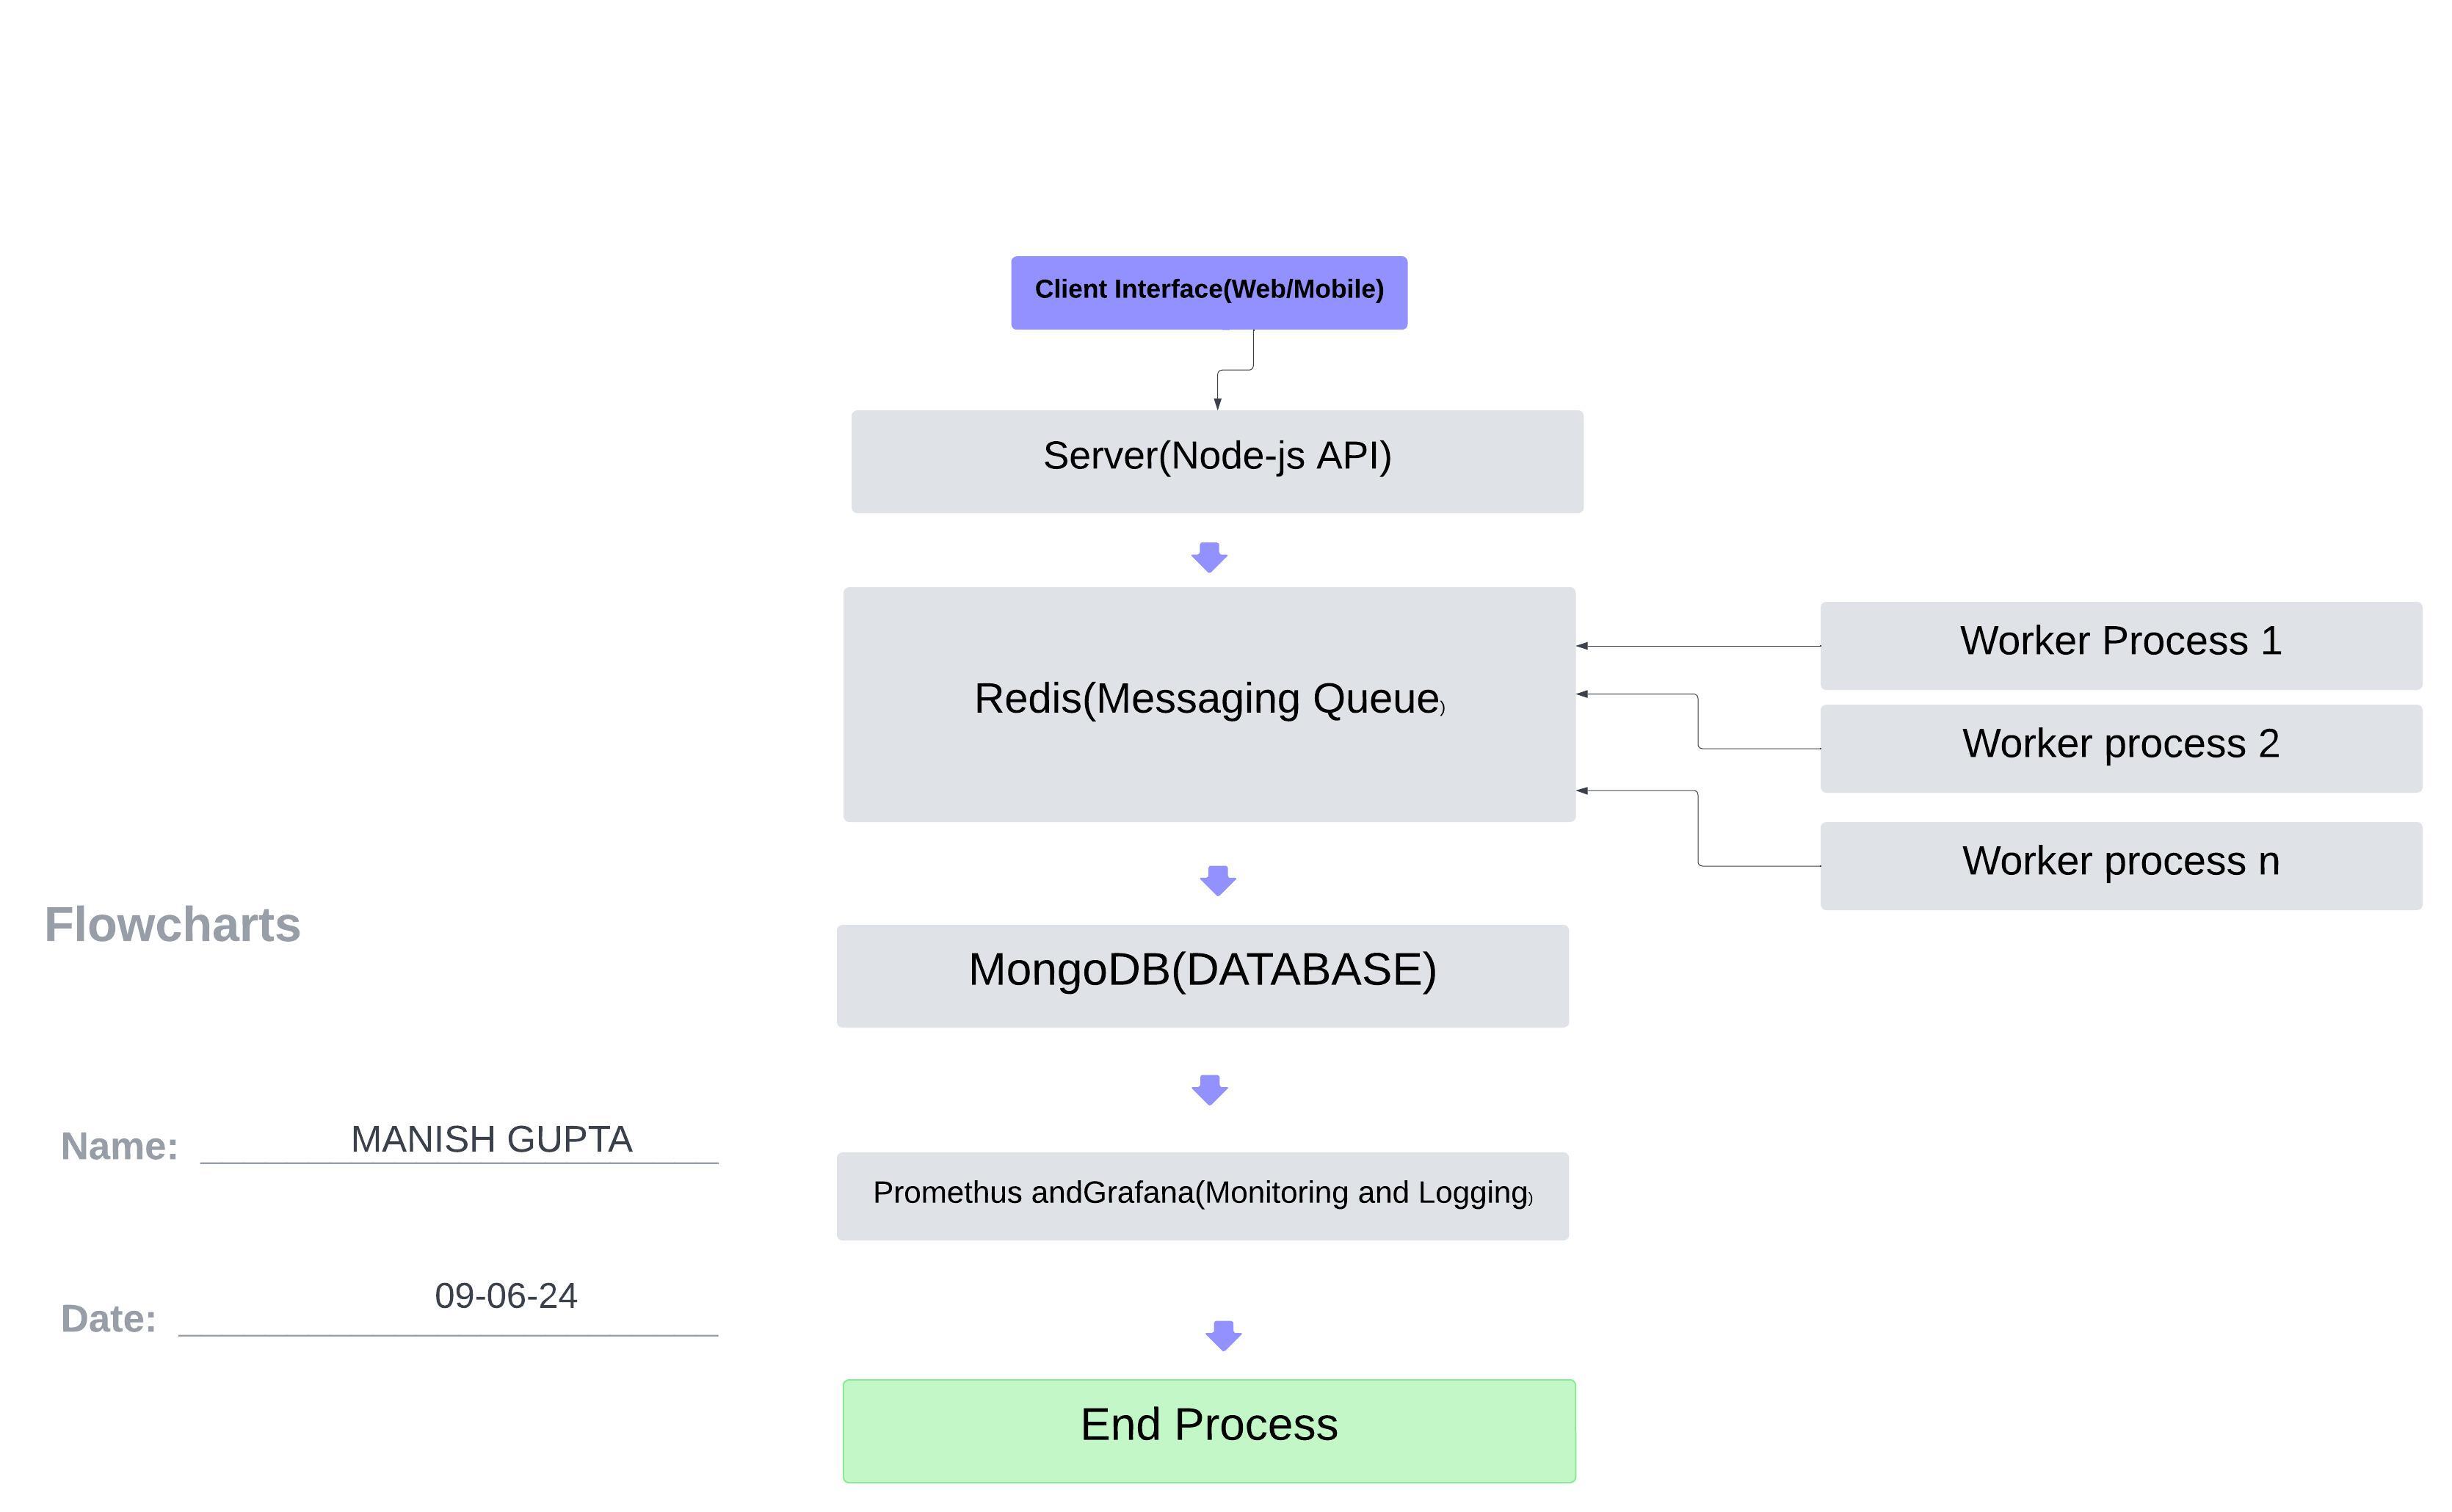 Client Interface(Web/Mobile)
Server(Node-js API)
Redis(Messaging Queue)
Worker Process 1
Worker process 2
Worker process n
MongoDB(DATABASE)
Promethus andGrafana(Monitoring and Logging)
End Process
Flowcharts
Name: MANISH GUPTA
Date: 09-06-24